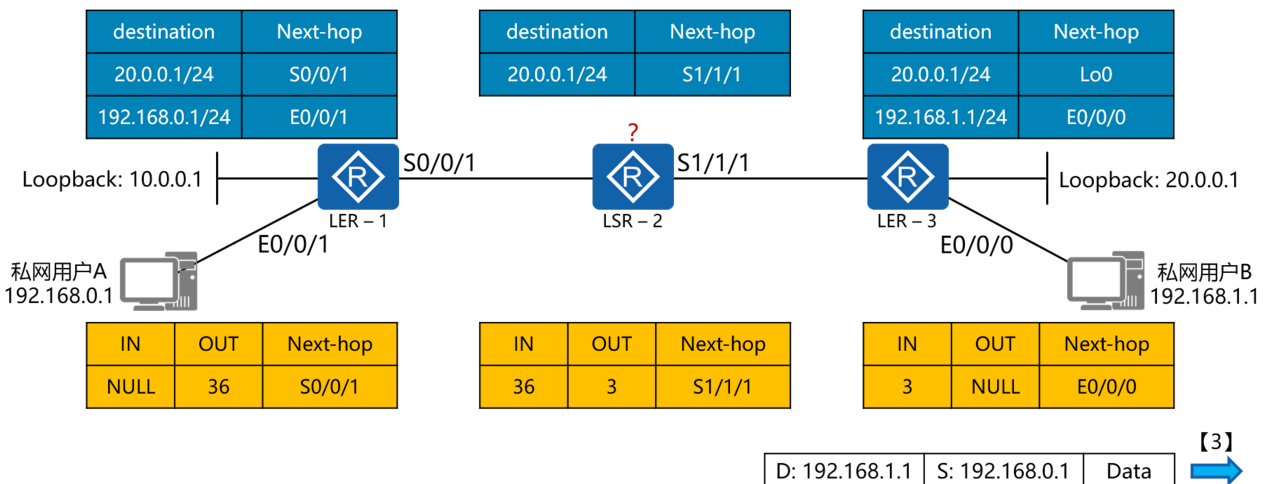 destination Next-hop
20.0.0.1/24 S0/0/1
192.168.0.1/24 E0/0/1
destination Next-hop
20.0.0.1/24 S1/1/1
destination Next-hop
20.0.0.1/24 Lo0
192.168.1.1/24 E0/0/0
?
Loopback: 10.0.0.1
R
S0/0/1
R
S1/1/1
R
Loopback: 20.0.0.1
LER – 1
LSR – 2
LER – 3
E0/0/1
E0/0/0
私网用户A
192.168.0.1
私网用户B
192.168.1.1
IN OUT Next-hop
NULL 36 S0/0/1
IN OUT Next-hop
36 3 S1/1/1
IN OUT Next-hop
3 NULL E0/0/0
【3】
D: 192.168.1.1 S: 192.168.0.1 Data